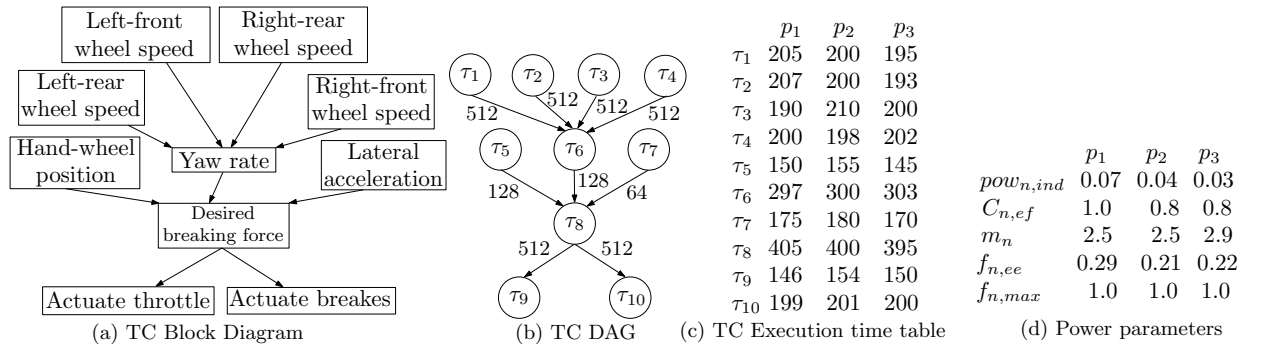 Left-front
wheel speed
Right-rear
wheel speed
Left-rear
wheel speed
Right-front
wheel speed
Hand-wheel
position
Yaw rate
Lateral
acceleration
Desired
breaking force
Actuate throttle
Actuate breakes
(a) TC Block Diagram
τ1 τ2 τ3 τ4
512 512 512 512
τ5 τ6 τ7
128 128 64
τ8
512 512
τ9 τ10
(b) TC DAG
p1 p2 p3
τ1 205 200 195
τ2 207 200 193
τ3 190 210 200
τ4 200 198 202
τ5 150 155 145
τ6 297 300 303
τ7 175 180 170
τ8 405 400 395
τ9 146 154 150
τ10 199 201 200
(c) TC Execution time table
p1 p2 p3
pow n,ind 0.07 0.04 0.03
C n,ef 1.0 0.8 0.8
m n 2.5 2.5 2.9
f n,ee 0.29 0.21 0.22
f n,max 1.0 1.0 1.0
(d) Power parameters